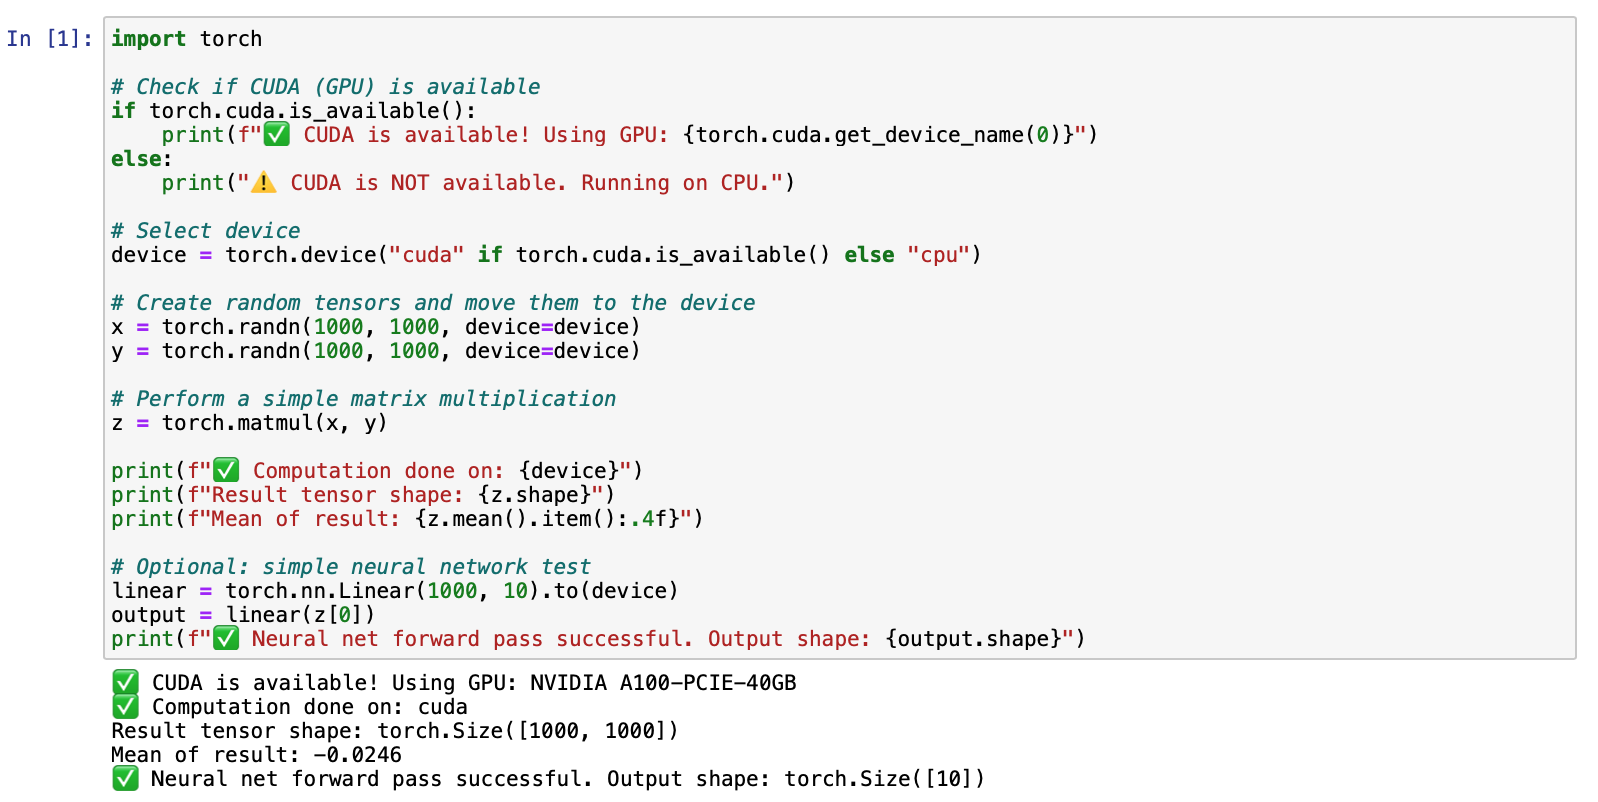 In [1]:
import torch
# Check if CUDA (GPU) is available
if torch.cuda.is_available():
    print(f"✅ CUDA is available! Using GPU: {torch.cuda.get_device_name(0)}")
else:
    print("⚠️ CUDA is NOT available. Running on CPU.")
# Select device
device = torch.device("cuda" if torch.cuda.is_available() else "cpu")
# Create random tensors and move them to the device
x = torch.randn(1000, 1000, device=device)
y = torch.randn(1000, 1000, device=device)
# Perform a simple matrix multiplication
z = torch.matmul(x, y)
print(f"✅ Computation done on: {device}")
print(f"Result tensor shape: {z.shape}")
print(f"Mean of result: {z.mean().item():.4f}")
# Optional: simple neural network test
linear = torch.nn.Linear(1000, 10).to(device)
output = linear(z[0])
print(f"✅ Neural net forward pass successful. Output shape: {output.shape}")
✅ CUDA is available! Using GPU: NVIDIA A100-PCIE-40GB
✅ Computation done on: cuda
Result tensor shape: torch.Size([1000, 1000])
Mean of result: -0.0246
✅ Neural net forward pass successful. Output shape: torch.Size([10])